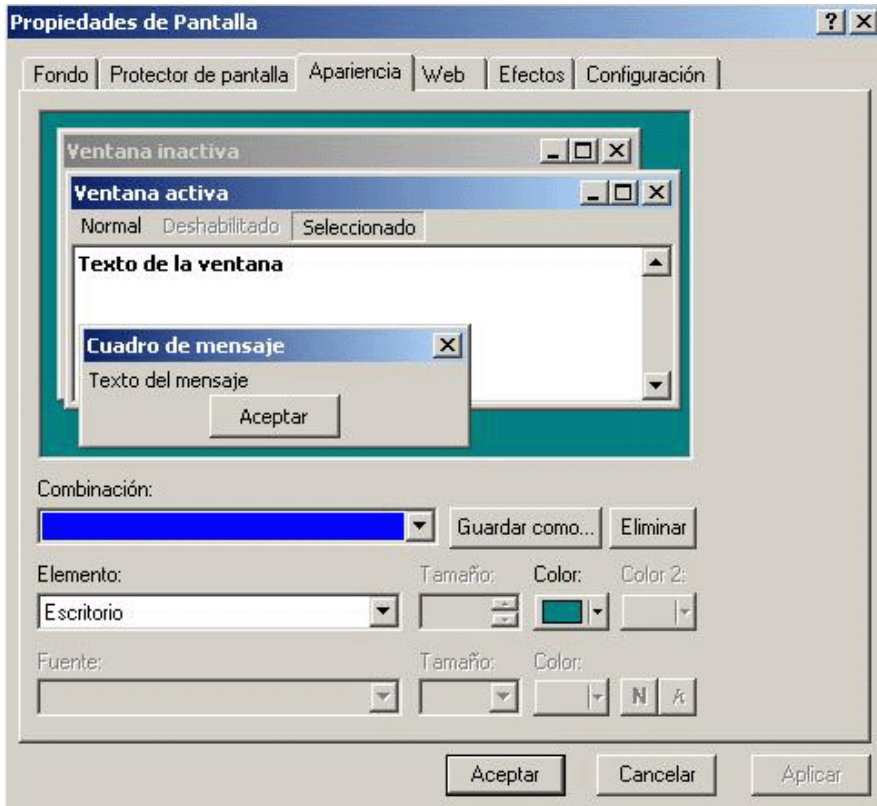 Propiedades de Pantalla
Fondo Protector de pantalla Apariencia Web Efectos Configuración
Ventana inactiva
Ventana activa
Normal Deshabilitado Seleccionado
Texto de la ventana
Cuadro de mensaje
Texto del mensaje
Aceptar
Combinación:
Guardar como... Eliminar
Elemento: Tamaño: Color: Color 2:
Escritorio
Fuente: Tamaño: Color:
N k
Aceptar Cancelar Aplicar